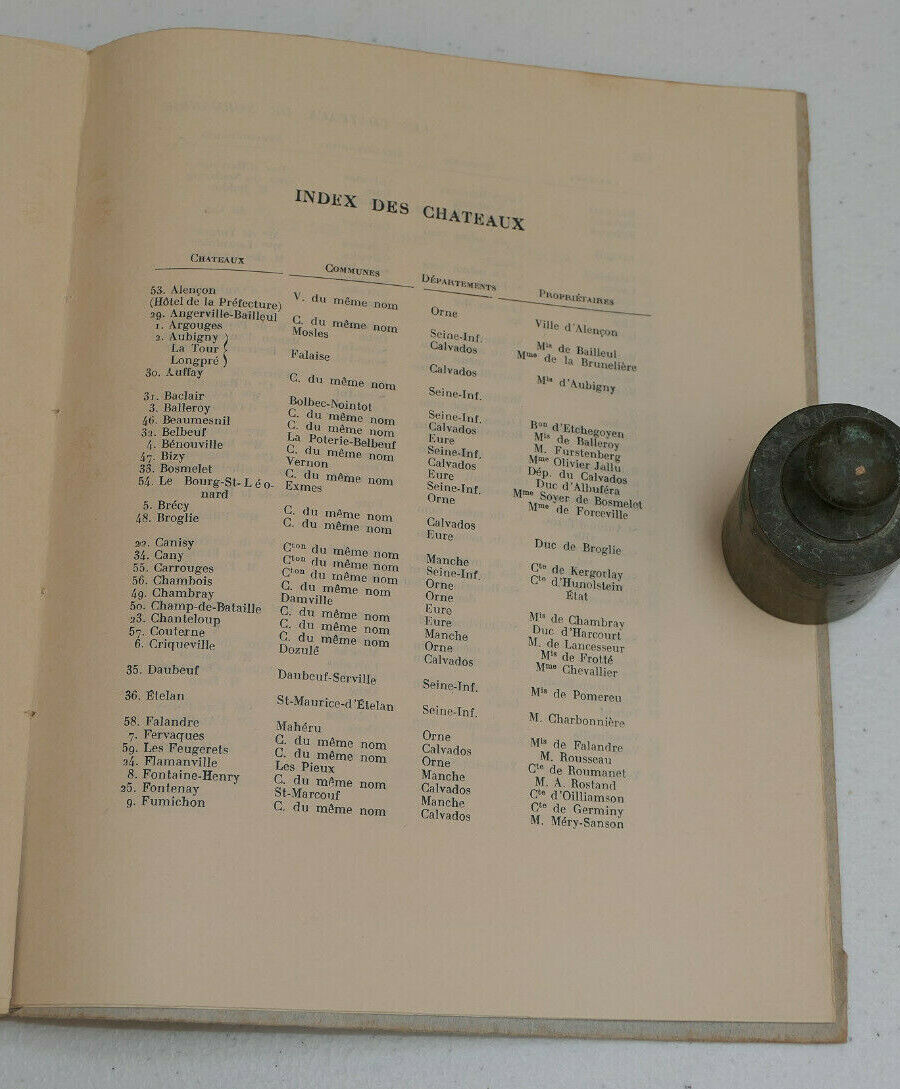 INDEX DES CHATEAUX
CHATEAUX COMMUNES DÉPARTEMENTS PROPRIÉTAIRES
53. Alençon
(Hôtel de la Préfecture) V. du même nom Orne Ville d'Alençon
29. Angerville-Bailleul C. du même nom Seine-Inf. Mis de Bailleul
1. Argouges Mosles Calvados Mme de la Brunelière
2. Aubigny }
La Tour } Falaise Calvados Mis d'Aubigny
Longpré }
30. Auffay C. du même nom Seine-Inf.
31. Baclair Bolbec-Nointot Seine-Inf. Bon d'Etchegoyen
3. Balleroy C. du même nom Calvados Mis de Balleroy
46. Beaumesnil C. du même nom Eure M. Furstenberg
32. Belbeuf La Poterie-Belbeuf Seine-Inf. Mme Olivier Jallu
4. Bénouville C. du même nom Calvados Dép. du Calvados
47. Bizy Vernon Eure Duc d'Albuféra
33. Bosmelet C. du même nom Seine-Inf. Mme Soyer de Bosmelet
54. Le Bourg-St-Léo- Exmes Orne Mme de Forceville
nard
5. Brécy C. du même nom Calvados
48. Broglie C. du même nom Eure Duc de Broglie
22. Canisy Cton du même nom Manche Cte de Kergorlay
34. Cany Cton du même nom Seine-Inf. Cte d'Hunolstein
55. Carrouges Cton du même nom Orne État
56. Chambois C. du même nom Orne
49. Chambray Damville Eure Mis de Chambray
50. Champ-de-Bataille C. du même nom Eure Duc d'Harcourt
23. Chanteloup C. du même nom Manche M. de Lancesseur
57. Couterne C. du même nom Orne Mis de Frotté
6. Criqueville Dozulé Calvados Mme Chevallier
35. Daubeuf Daubeuf-Serville Seine-Inf. Mis de Pomereu
36. Ételan St-Maurice-d'Ételan Seine-Inf. M. Charbonnière
58. Falandre Mahéru Orne Mis de Falandre
7. Fervaques C. du même nom Calvados M. Rousseau
59. Les Feugerets C. du même nom Orne Cte de Roumanet
24. Flamanville Les Pieux Manche M. A. Rostand
8. Fontaine-Henry C. du même nom Calvados Cte d'Oilliamson
25. Fontenay St-Marcouf Manche Cte de Germiny
9. Fumichon C. du même nom Calvados M. Méry-Sanson